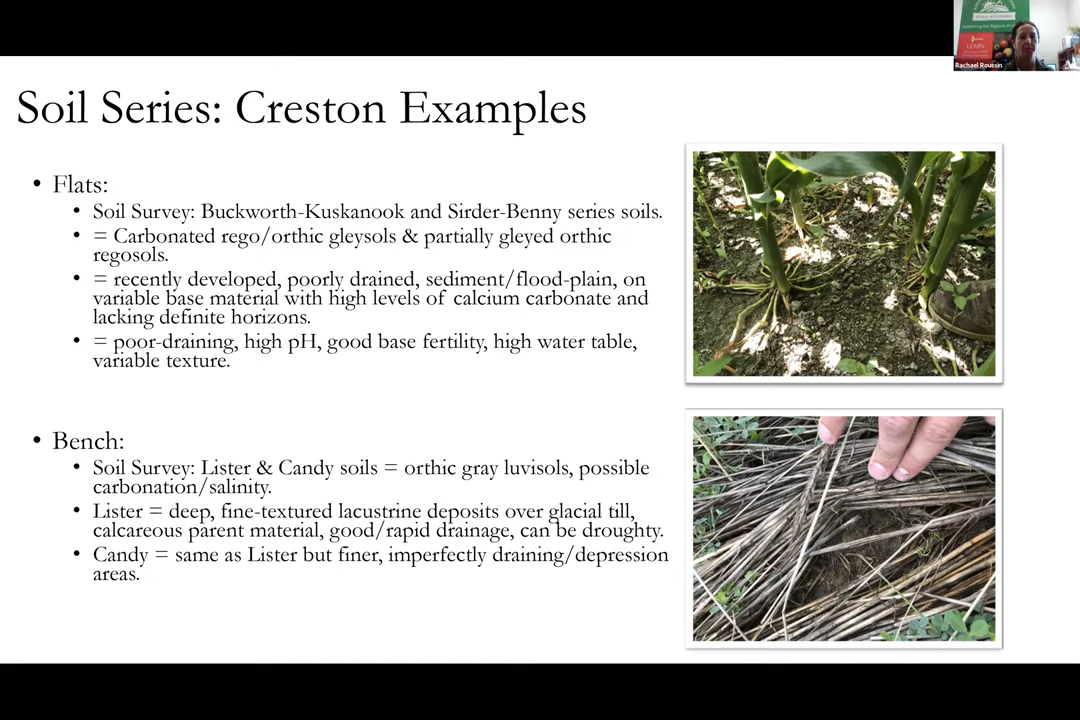 LEARN
Rachael Roussin
Soil Series: Creston Examples
• Flats:
• Soil Survey: Buckworth-Kuskanook and Sirder-Benny series soils.
• = Carbonated rego/orthic gleysols & partially gleyed orthic
regosols.
• = recently developed, poorly drained, sediment/flood-plain, on
variable base material with high levels of calcium carbonate and
lacking definite horizons.
• = poor-draining, high pH, good base fertility, high water table,
variable texture.
• Bench:
• Soil Survey: Lister & Candy soils = orthic gray luvisols, possible
carbonation/salinity.
• Lister = deep, fine-textured lacustrine deposits over glacial till,
calcareous parent material, good/rapid drainage, can be droughty.
• Candy = same as Lister but finer, imperfectly draining/depression
areas.